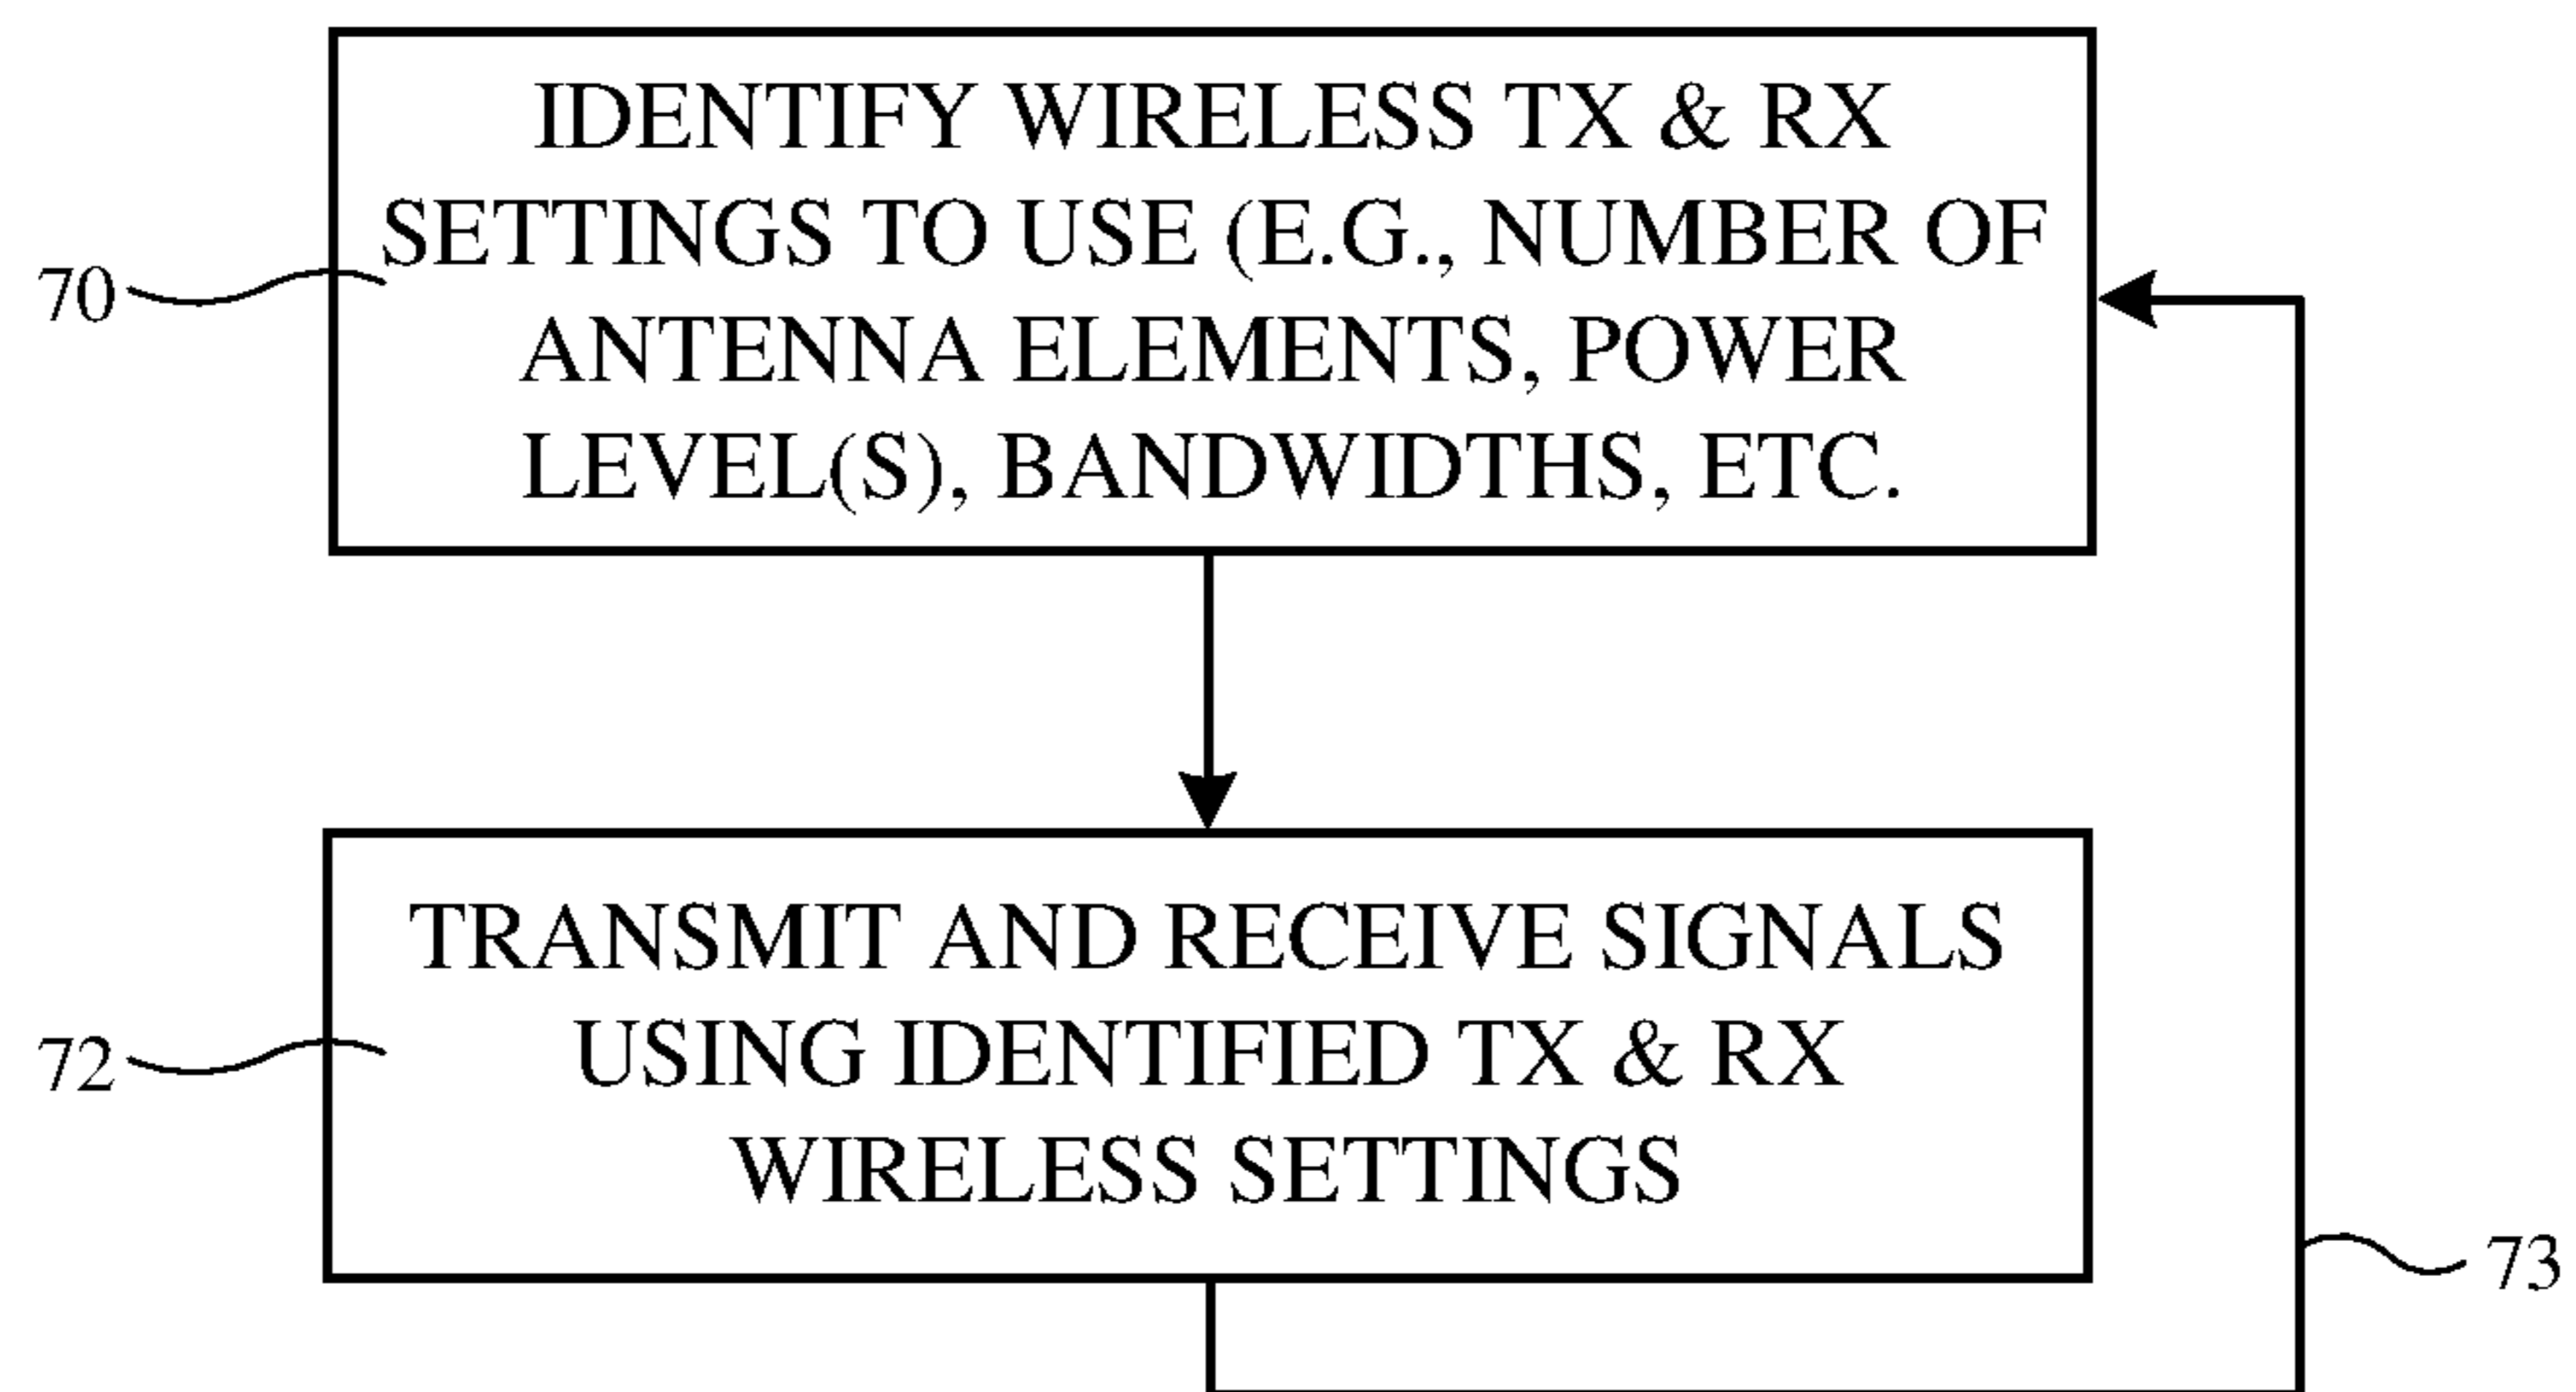 IDENTIFY WIRELESS TX & RX
SETTINGS TO USE (E.G., NUMBER OF
ANTENNA ELEMENTS, POWER
LEVEL(S), BANDWIDTHS, ETC.
70
TRANSMIT AND RECEIVE SIGNALS
USING IDENTIFIED TX & RX
WIRELESS SETTINGS
72
73